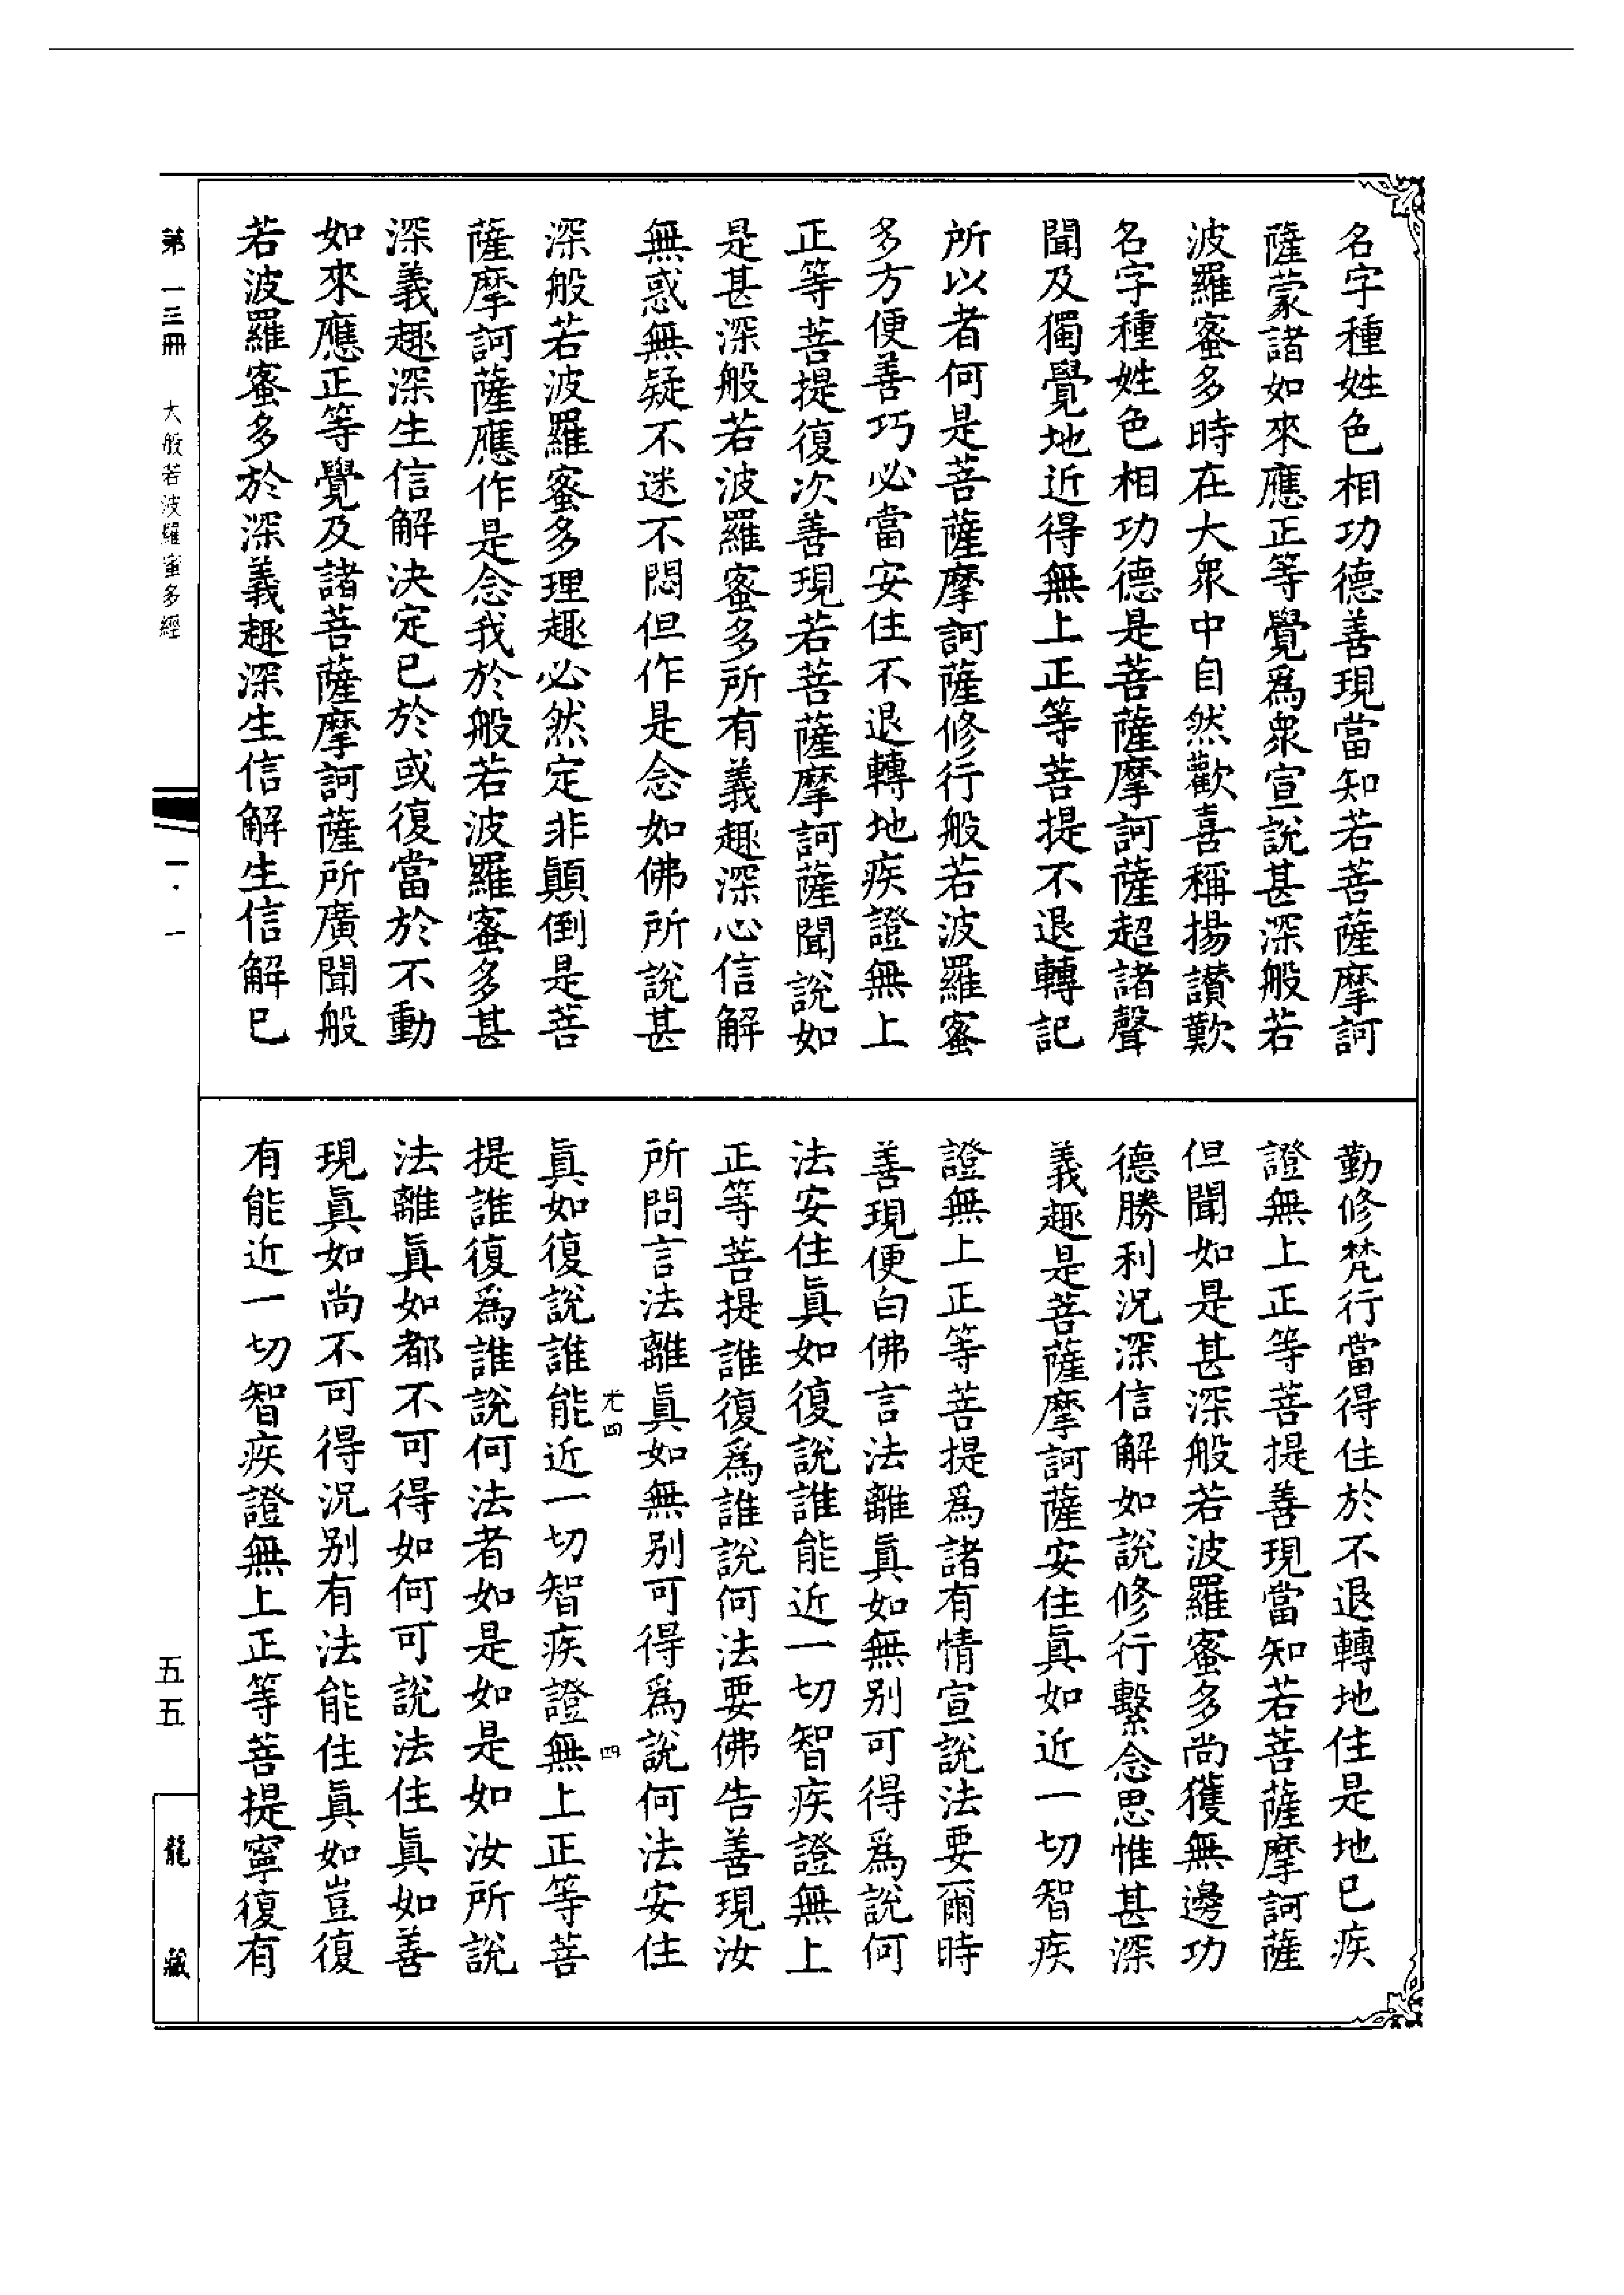 名字種姓色相功德善現當知若菩薩摩訶
薩蒙諸如來應正等覺爲衆宣說甚深般若
波羅蜜多時在大衆中自然歡喜稱揚讃歎
名字種姓色相功德是菩薩摩訶薩超諸聲
聞及獨覺地近得無上正等菩提不退轉記
所以者何是菩薩摩訶薩修行般若波羅蜜
多方便善巧必當安住不退轉地疾證無上
正等菩提復次善現若菩薩摩訶薩聞說如
是甚深般若波羅蜜多所有義趣深心信解
無惑無疑不迷不悶但作是念如佛所說甚
深般若波羅蜜多理趣必然定非顛倒是菩
薩摩訶薩應作是念我於般若波羅蜜多甚
深義趣深生信解決定已於或復當於不動
如來應正等覺及諸菩薩摩訶薩所廣聞般
若波羅蜜多於深義趣深生信解生信解已
勤修梵行當得住於不退轉地住是地已疾
證無上正等菩提善現當知若菩薩摩訶薩
但聞如是甚深般若波羅蜜多尚獲無邊功
德勝利況深信解如說修行繫念思惟甚深
義趣是菩薩摩訶薩安住眞如近一切智疾
證無上正等菩提爲諸有情宣說法要爾時
善現便白佛言法離眞如無别可得爲說何
法安住眞如復說誰能近一切智疾證無上
正等菩提誰復爲誰說何法要佛告善現汝
所問言法離眞如無别可得爲說何法安住
羌四 四
眞如復說誰能近一切智疾證無上正等菩
提誰復爲誰說何法者如是如是如汝所說
法離眞如都不可得如何可說法住眞如善
現眞如尚不可得況别有法能住眞如豈復
有能近一切智疾證無上正等菩提寧復有
第一三冊 大般若波羅蜜多經
一·一
五五
龍藏